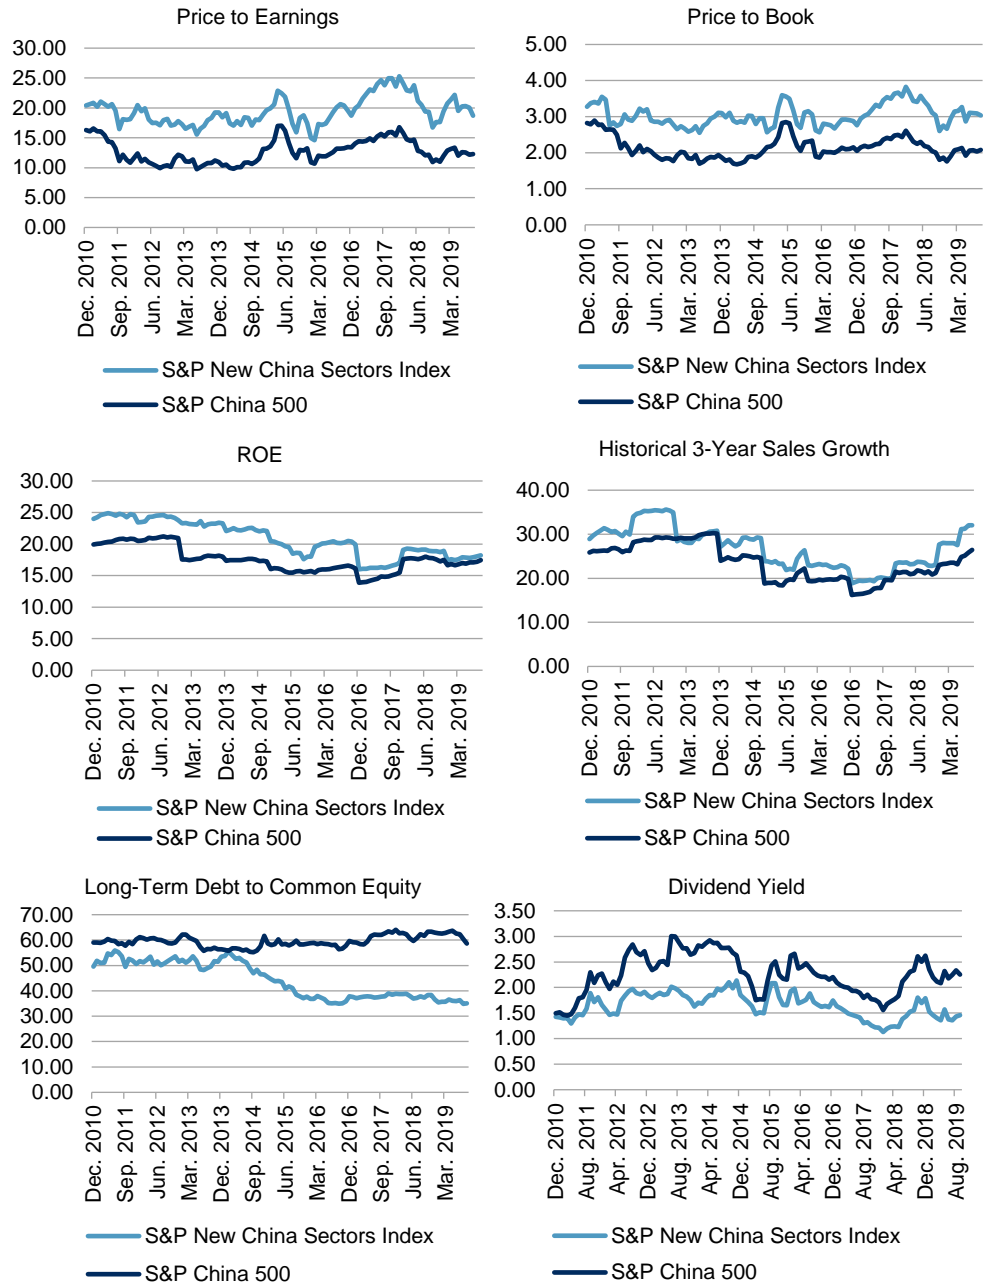 Price to Earnings
30.00
25.00
20.00
15.00
10.00
5.00
0.00
Dec. 2010
Sep. 2011
Jun. 2012
Mar. 2013
Dec. 2013
Sep. 2014
Jun. 2015
Mar. 2016
Dec. 2016
Sep. 2017
Jun. 2018
Mar. 2019
S&P New China Sectors Index
S&P China 500
Price to Book
5.00
4.00
3.00
2.00
1.00
0.00
Dec. 2010
Sep. 2011
Jun. 2012
Mar. 2013
Dec. 2013
Sep. 2014
Jun. 2015
Mar. 2016
Dec. 2016
Sep. 2017
Jun. 2018
Mar. 2019
S&P New China Sectors Index
S&P China 500
ROE
30.00
25.00
20.00
15.00
10.00
5.00
0.00
Dec. 2010
Sep. 2011
Jun. 2012
Mar. 2013
Dec. 2013
Sep. 2014
Jun. 2015
Mar. 2016
Dec. 2016
Sep. 2017
Jun. 2018
Mar. 2019
S&P New China Sectors Index
S&P China 500
Historical 3-Year Sales Growth
40.00
30.00
20.00
10.00
0.00
Dec. 2010
Sep. 2011
Jun. 2012
Mar. 2013
Dec. 2013
Sep. 2014
Jun. 2015
Mar. 2016
Dec. 2016
Sep. 2017
Jun. 2018
Mar. 2019
S&P New China Sectors Index
S&P China 500
Long-Term Debt to Common Equity
70.00
60.00
50.00
40.00
30.00
20.00
10.00
0.00
Dec. 2010
Sep. 2011
Jun. 2012
Mar. 2013
Dec. 2013
Sep. 2014
Jun. 2015
Mar. 2016
Dec. 2016
Sep. 2017
Jun. 2018
Mar. 2019
S&P New China Sectors Index
S&P China 500
Dividend Yield
3.50
3.00
2.50
2.00
1.50
1.00
0.50
0.00
Dec. 2010
Aug. 2011
Apr. 2012
Dec. 2012
Aug. 2013
Apr. 2014
Dec. 2014
Aug. 2015
Apr. 2016
Dec. 2016
Aug. 2017
Apr. 2018
Dec. 2018
Aug. 2019
S&P New China Sectors Index
S&P China 500